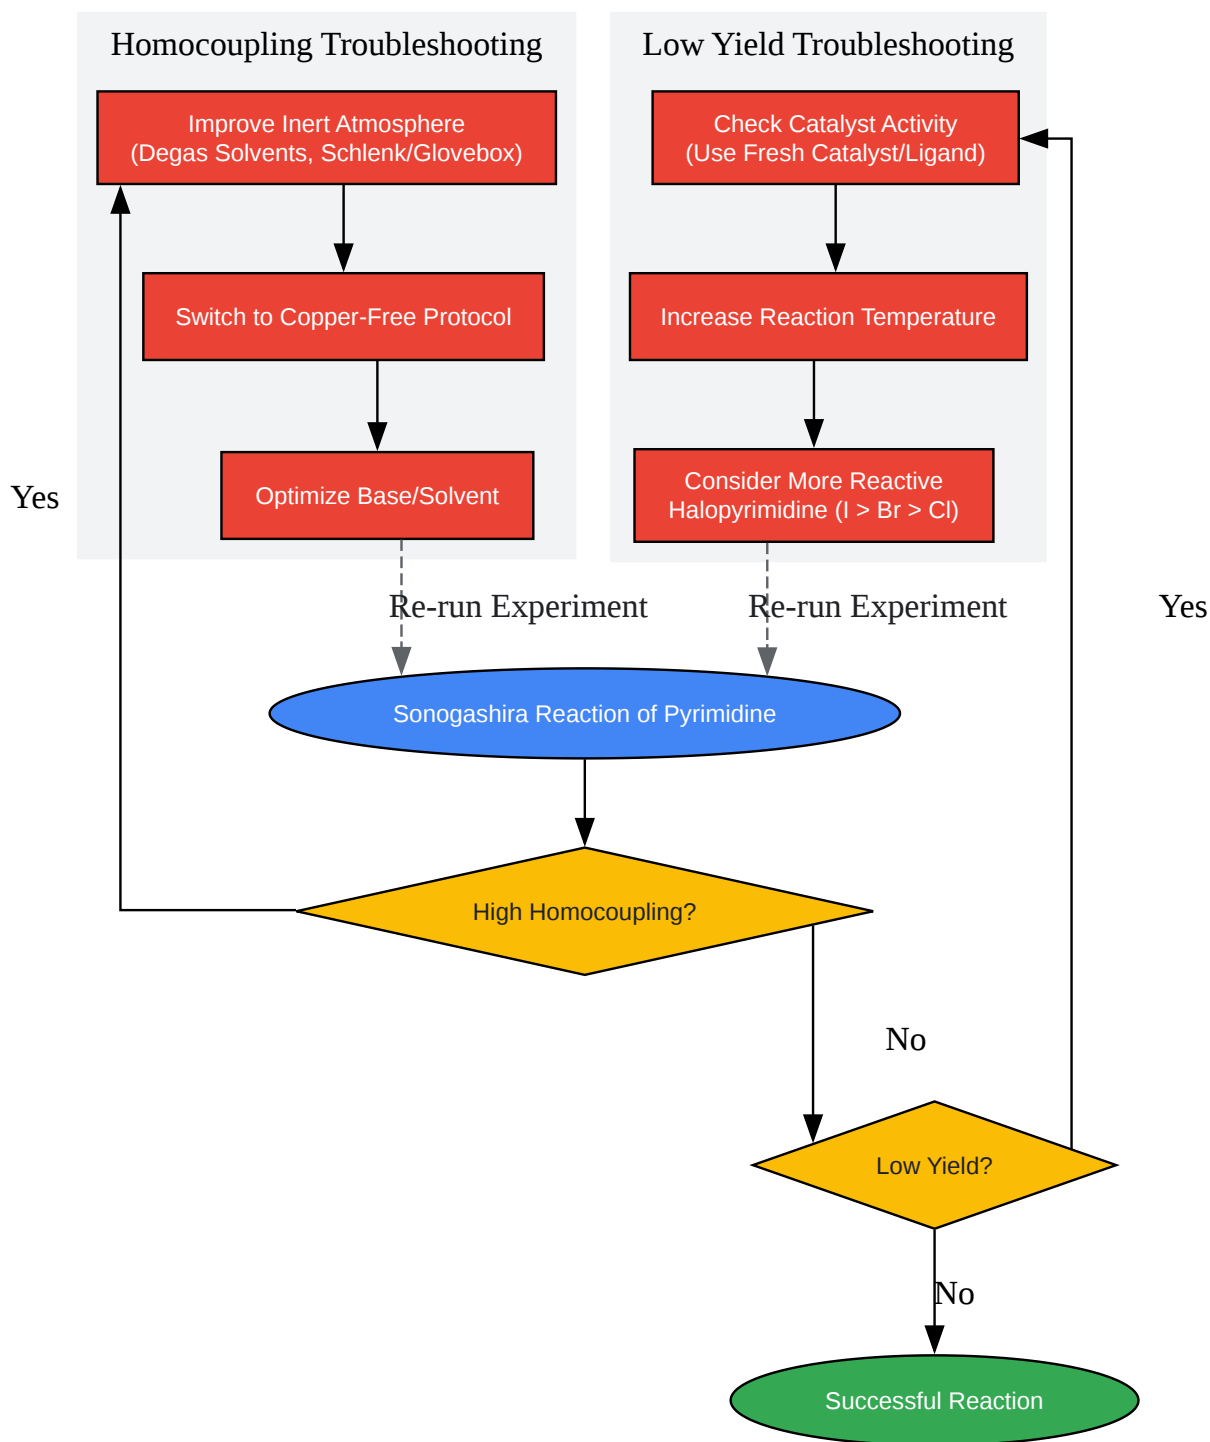 Homocoupling Troubleshooting
Low Yield Troubleshooting
Improve Inert Atmosphere
(Degas Solvents, Schlenk/Glovebox)
Check Catalyst Activity
(Use Fresh Catalyst/Ligand)
Switch to Copper-Free Protocol
Increase Reaction Temperature
Yes
Optimize Base/Solvent
Consider More Reactive
Halopyrimidine (I > Br > Cl)
Re-run Experiment
Re-run Experiment
Yes
Sonogashira Reaction of Pyrimidine
High Homocoupling?
No
Low Yield?
No
Successful Reaction